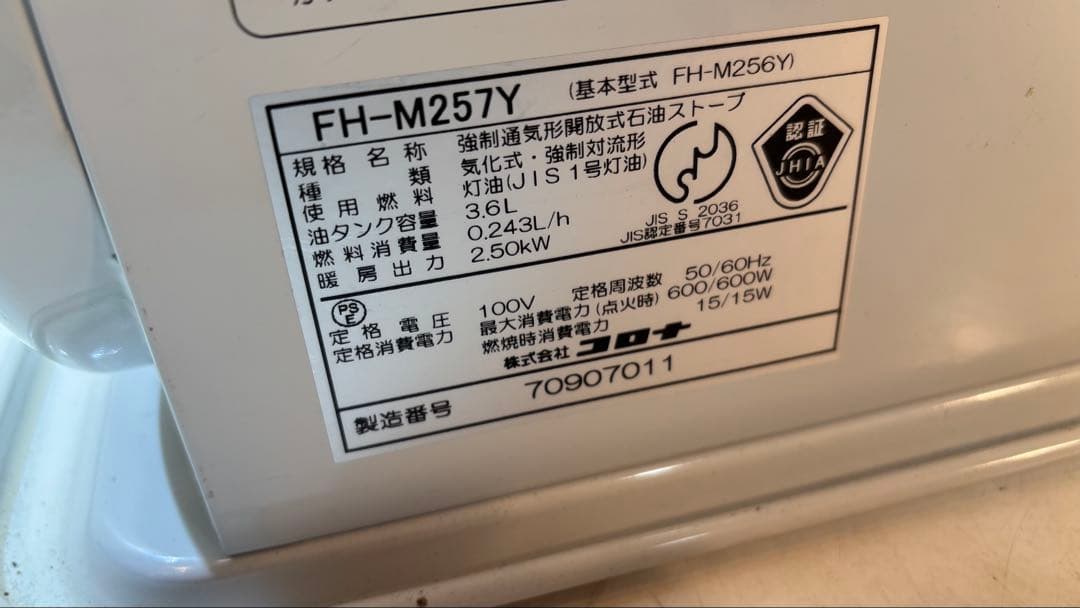 FH-M257Y (基本型式 FH-M256Y)
規格名称 強制通気形開放式石油ストーブ
種類 気化式・強制対流形
使用燃料 灯油(JIS1号灯油)
油タンク容量 3.6L
燃料消費量 0.243L/h
暖房出力 2.50kW
認証
JHIA
JIS S 2036
JIS認定番号7031
PSE
定格電圧 100V 定格周波数 50/60Hz
定格消費電力 最大消費電力(点火時) 600/600W
燃焼時消費電力 15/15W
株式会社コロナ
製造番号 70907011